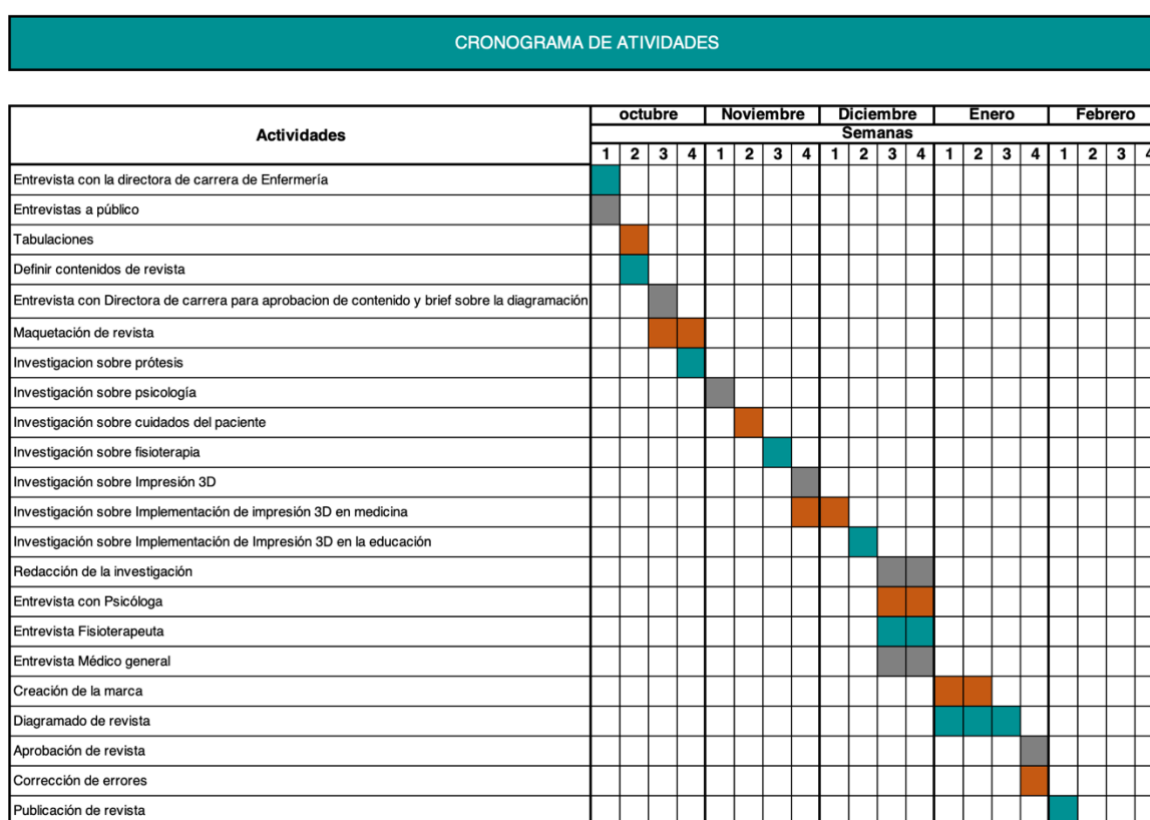 CRONOGRAMA DE ATIVIDADES
Actividades
octubre Noviembre Diciembre Enero Febrero
Semanas
1 2 3 4 1 2 3 4 1 2 3 4 1 2 3 4 1 2 3 4
Entrevista con la directora de carrera de Enfermería
Entrevistas a público
Tabulaciones
Definir contenidos de revista
Entrevista con Directora de carrera para aprobacion de contenido y brief sobre la diagramación
Maquetación de revista
Investigacion sobre prótesis
Investigación sobre psicología
Investigación sobre cuidados del paciente
Investigación sobre fisioterapia
Investigación sobre Impresión 3D
Investigación sobre Implementación de impresión 3D en medicina
Investigación sobre Implementación de Impresión 3D en la educación
Redacción de la investigación
Entrevista con Psicóloga
Entrevista Fisioterapeuta
Entrevista Médico general
Creación de la marca
Diagramado de revista
Aprobación de revista
Corrección de errores
Publicación de revista